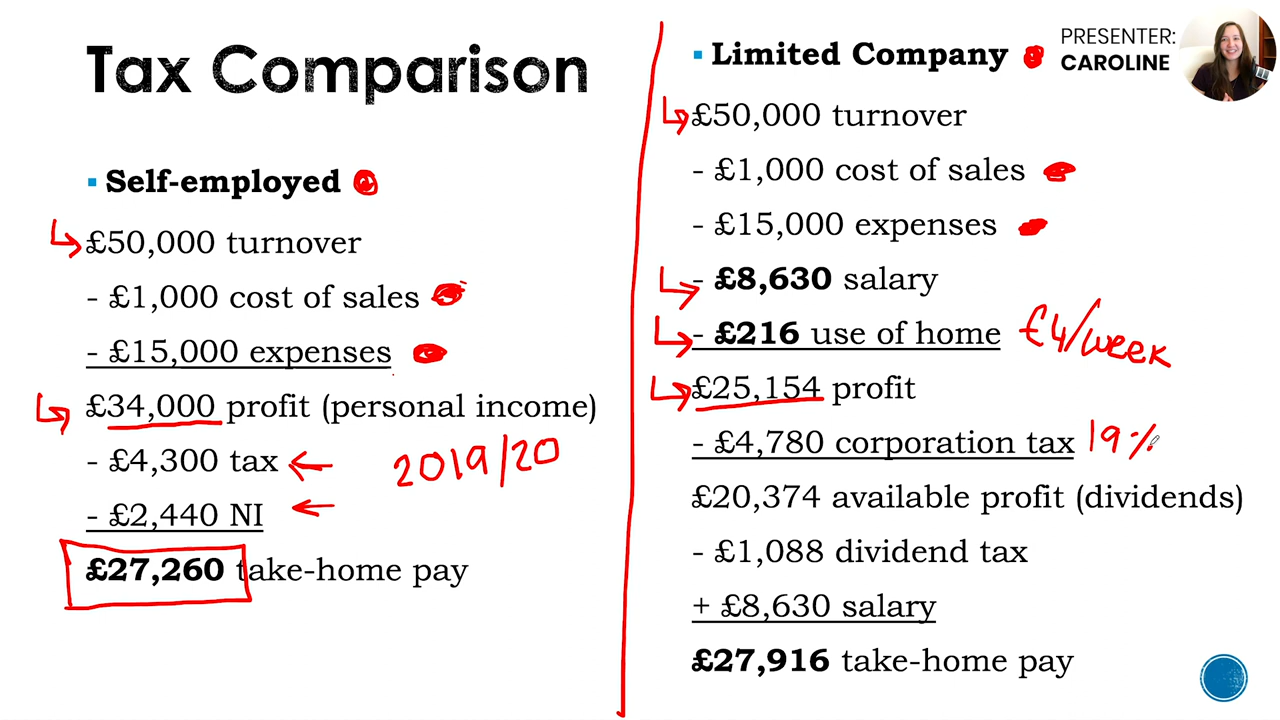 Tax Comparison
▪ Self-employed
£50,000 turnover
- £1,000 cost of sales
- £15,000 expenses
£34,000 profit (personal income)
- £4,300 tax
2019/20
- £2,440 NI
£27,260 take-home pay
PRESENTER:
CAROLINE
▪ Limited Company
£50,000 turnover
- £1,000 cost of sales
- £15,000 expenses
- £8,630 salary
- £216 use of home £4/week
£25,154 profit
- £4,780 corporation tax 19%
£20,374 available profit (dividends)
- £1,088 dividend tax
+ £8,630 salary
£27,916 take-home pay